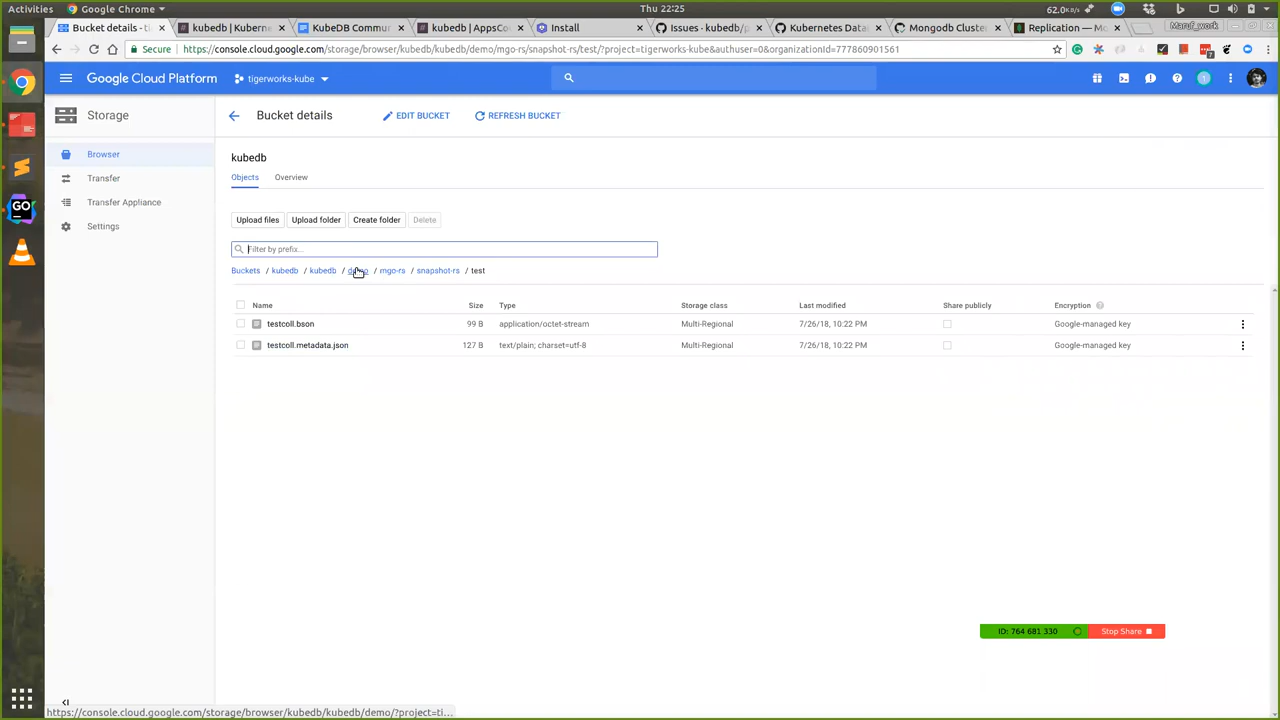 Activities Google Chrome Thu 22:25 62.0KB/s
Bucket details - ti kubedb | Kubern KubeDB Commun kubedb | AppsCo Install Issues · kubedb/p Kubernetes Datal Mongodb Cluster Replication — Mo Maruf_work
Secure https://console.cloud.google.com/storage/browser/kubedb/kubedb/demo/mgo-rs/snapshot-rs/test/?project=tigerworks-kube&authuser=0&organizationId=777860901561
Google Cloud Platform tigerworks-kube
Storage Bucket details EDIT BUCKET REFRESH BUCKET
Browser
Transfer
Transfer Appliance
Settings
kubedb
Objects Overview
Upload files Upload folder Create folder Delete
Filter by prefix...
Buckets / kubedb / kubedb / demo / mgo-rs / snapshot-rs / test
Name Size Type Storage class Last modified Share publicly Encryption
testcoll.bson 99 B application/octet-stream Multi-Regional 7/26/18, 10:22 PM Google-managed key
testcoll.metadata.json 127 B text/plain; charset=utf-8 Multi-Regional 7/26/18, 10:22 PM Google-managed key
ID: 764 681 330 Stop Share
https://console.cloud.google.com/storage/browser/kubedb/kubedb/demo/?project=ti...